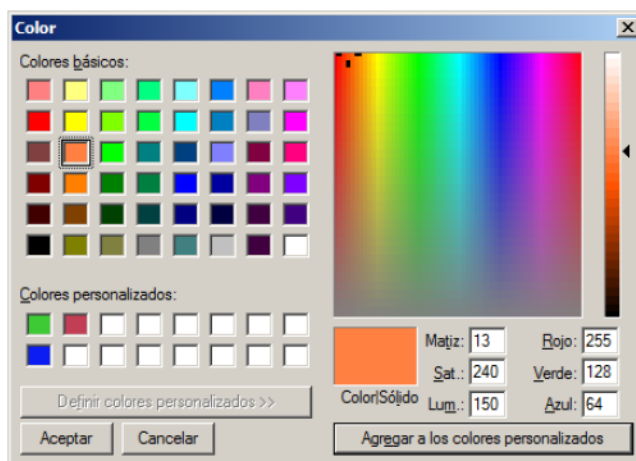 Color
Colores básicos:
Colores personalizados:
Definir colores personalizados >>
Aceptar Cancelar
Matiz: 13 Rojo: 255
Sat.: 240 Verde: 128
Color|Sólido Lum.: 150 Azul: 64
Agregar a los colores personalizados